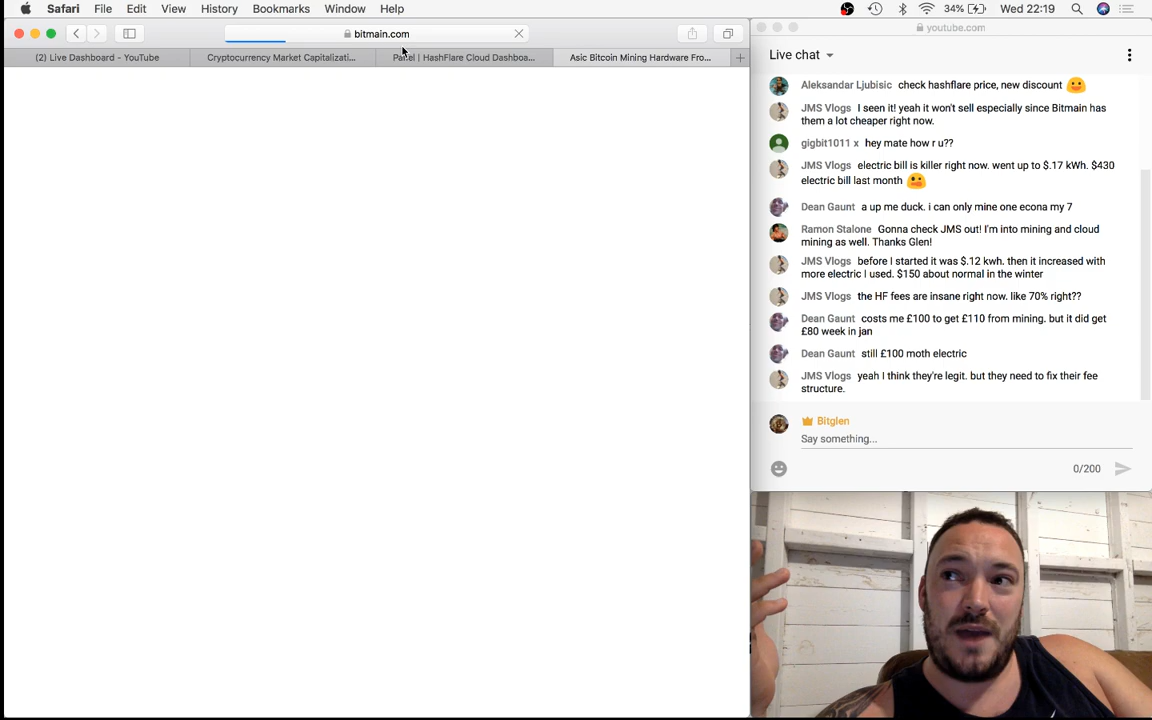 Safari File Edit View History Bookmarks Window Help 34% Wed 22:19
bitmain.com
(2) Live Dashboard - YouTube Cryptocurrency Market Capitalizati... Panel | HashFlare Cloud Dashboa... Asic Bitcoin Mining Hardware Fro...
youtube.com
Live chat
Aleksandar Ljubisic check hashflare price, new discount
JMS Vlogs I seen it! yeah it won't sell especially since Bitmain has
them a lot cheaper right now.
gigbit1011 x hey mate how r u??
JMS Vlogs electric bill is killer right now. went up to $.17 kWh. $430
electric bill last month
Dean Gaunt a up me duck. i can only mine one econa my 7
Ramon Stalone Gonna check JMS out! I'm into mining and cloud
mining as well. Thanks Glen!
JMS Vlogs before I started it was $.12 kwh. then it increased with
more electric I used. $150 about normal in the winter
JMS Vlogs the HF fees are insane right now. like 70% right??
Dean Gaunt costs me £100 to get £110 from mining. but it did get
£80 week in jan
Dean Gaunt still £100 moth electric
JMS Vlogs yeah I think they're legit. but they need to fix their fee
structure.
Bitglen
Say something...
0/200